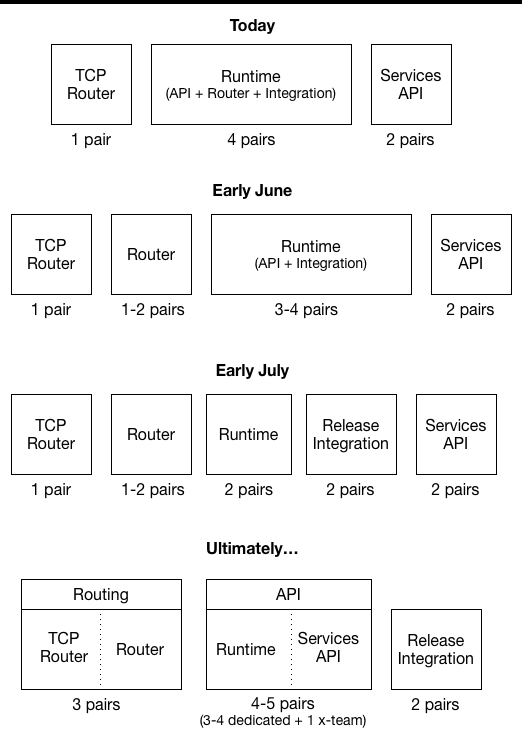 Today
TCP
Router
Runtime
(API + Router + Integration)
Services
API
1 pair
4 pairs
2 pairs
Early June
TCP
Router
Router
Runtime
(API + Integration)
Services
API
1 pair
1-2 pairs
3-4 pairs
2 pairs
Early July
TCP
Router
Router
Runtime
Release
Integration
Services
API
1 pair
1-2 pairs
2 pairs
2 pairs
2 pairs
Ultimately…
Routing
TCP
Router
Router
3 pairs
API
Runtime
Services
API
4-5 pairs
(3-4 dedicated + 1 x-team)
Release
Integration
2 pairs